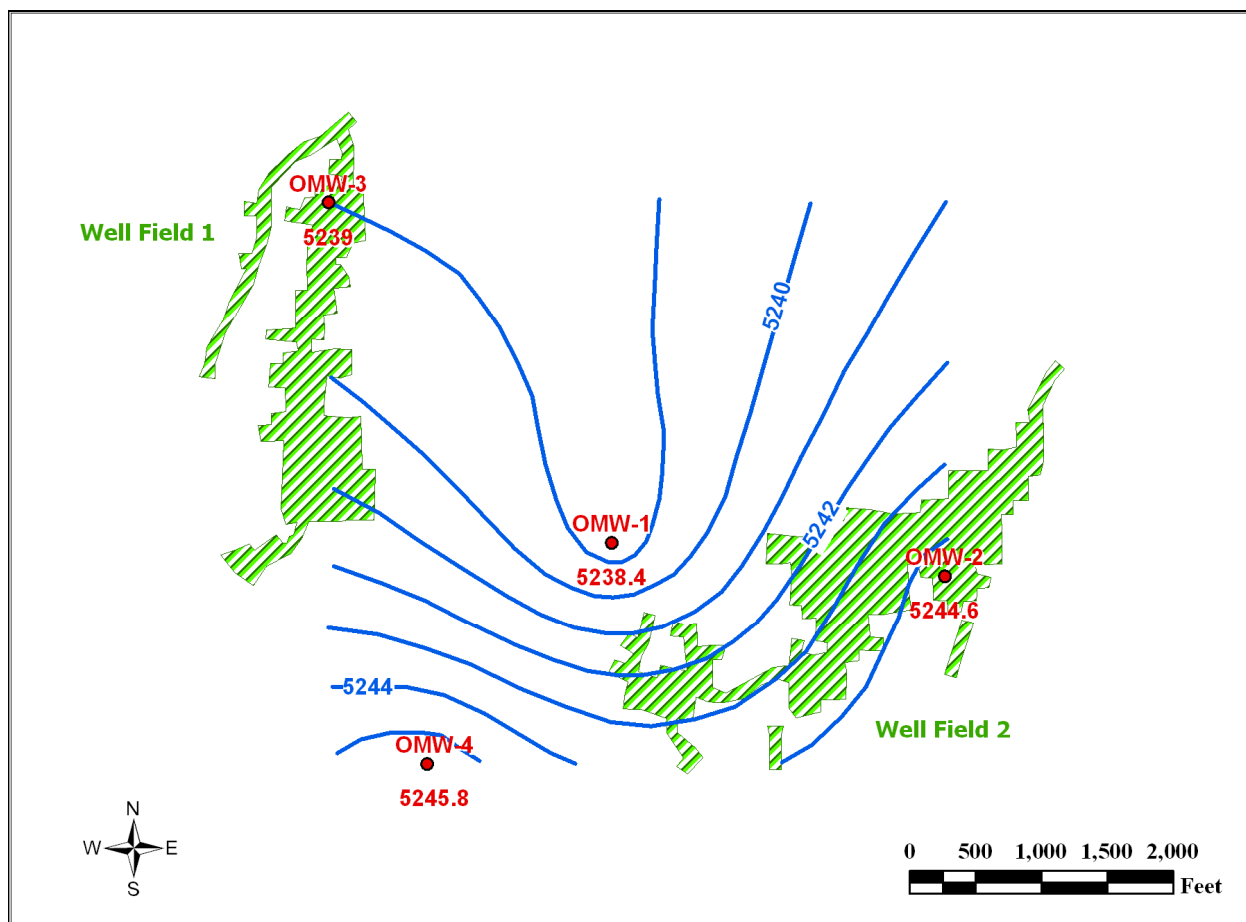 OMW-3
Well Field 1
5239
5240
OMW-1
5242
5238.4
OMW-2
5244.6
5244
Well Field 2
OMW-4
5245.8
N
W E
S
0 500 1,000 1,500 2,000
Feet